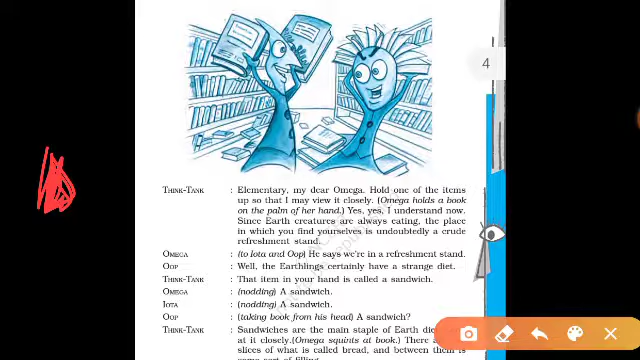 4
THINK-TANK : Elementary, my dear Omega. Hold one of the items
up so that I may view it closely. (Omega holds a book
on the palm of her hand.) Yes, yes, I understand now.
Since Earth creatures are always eating, the place
in which you find yourselves is undoubtedly a crude
refreshment stand.
OMEGA : (to Iota and Oop) He says we're in a refreshment stand.
OOP : Well, the Earthlings certainly have a strange diet.
THINK-TANK : That item in your hand is called a sandwich.
OMEGA : (nodding) A sandwich.
IOTA : (nodding) A sandwich.
OOP : (taking book from his head) A sandwich?
THINK-TANK : Sandwiches are the main staple of Earth
at it closely. (Omega squints at book.) There
slices of what is called bread, and between them is
some sort of filling.